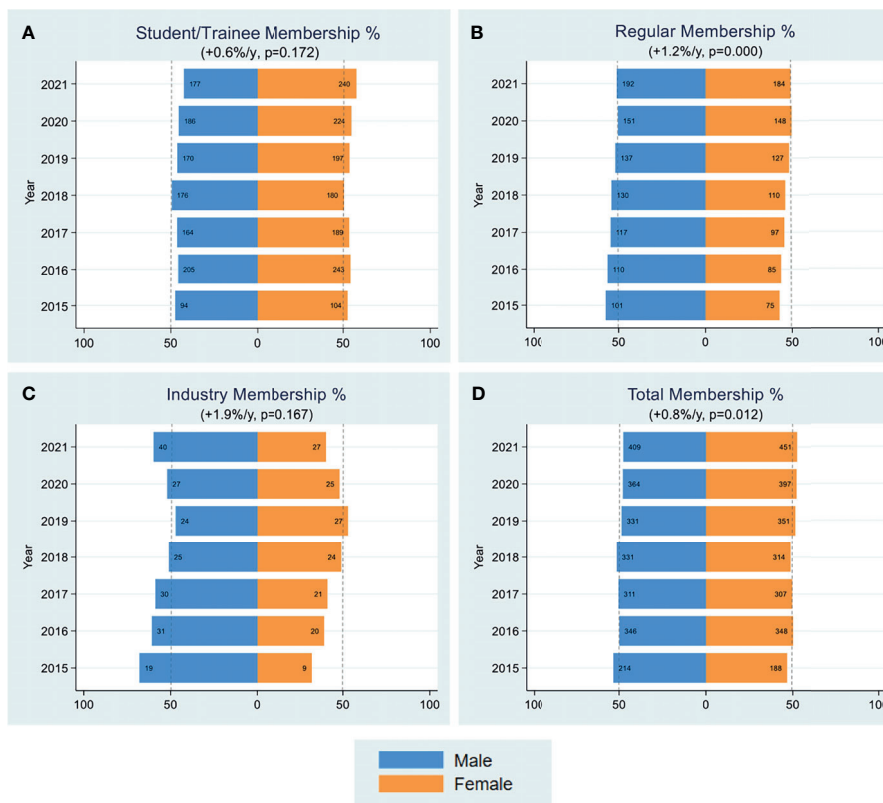 A
Student/Trainee Membership %
(+0.6%/y, p=0.172)
Year
2021 177 240
2020 186 224
2019 170 197
2018 176 180
2017 164 189
2016 205 243
2015 94 104
100 50 0 50 100
B
Regular Membership %
(+1.2%/y, p=0.000)
Year
2021 192 184
2020 151 148
2019 137 127
2018 130 110
2017 117 97
2016 110 85
2015 101 75
100 50 0 50 100
C
Industry Membership %
(+1.9%/y, p=0.167)
Year
2021 40 27
2020 27 25
2019 24 27
2018 25 24
2017 30 21
2016 31 20
2015 19 9
100 50 0 50 100
D
Total Membership %
(+0.8%/y, p=0.012)
Year
2021 409 451
2020 364 397
2019 331 351
2018 331 314
2017 311 307
2016 346 348
2015 214 188
100 50 0 50 100
Male
Female